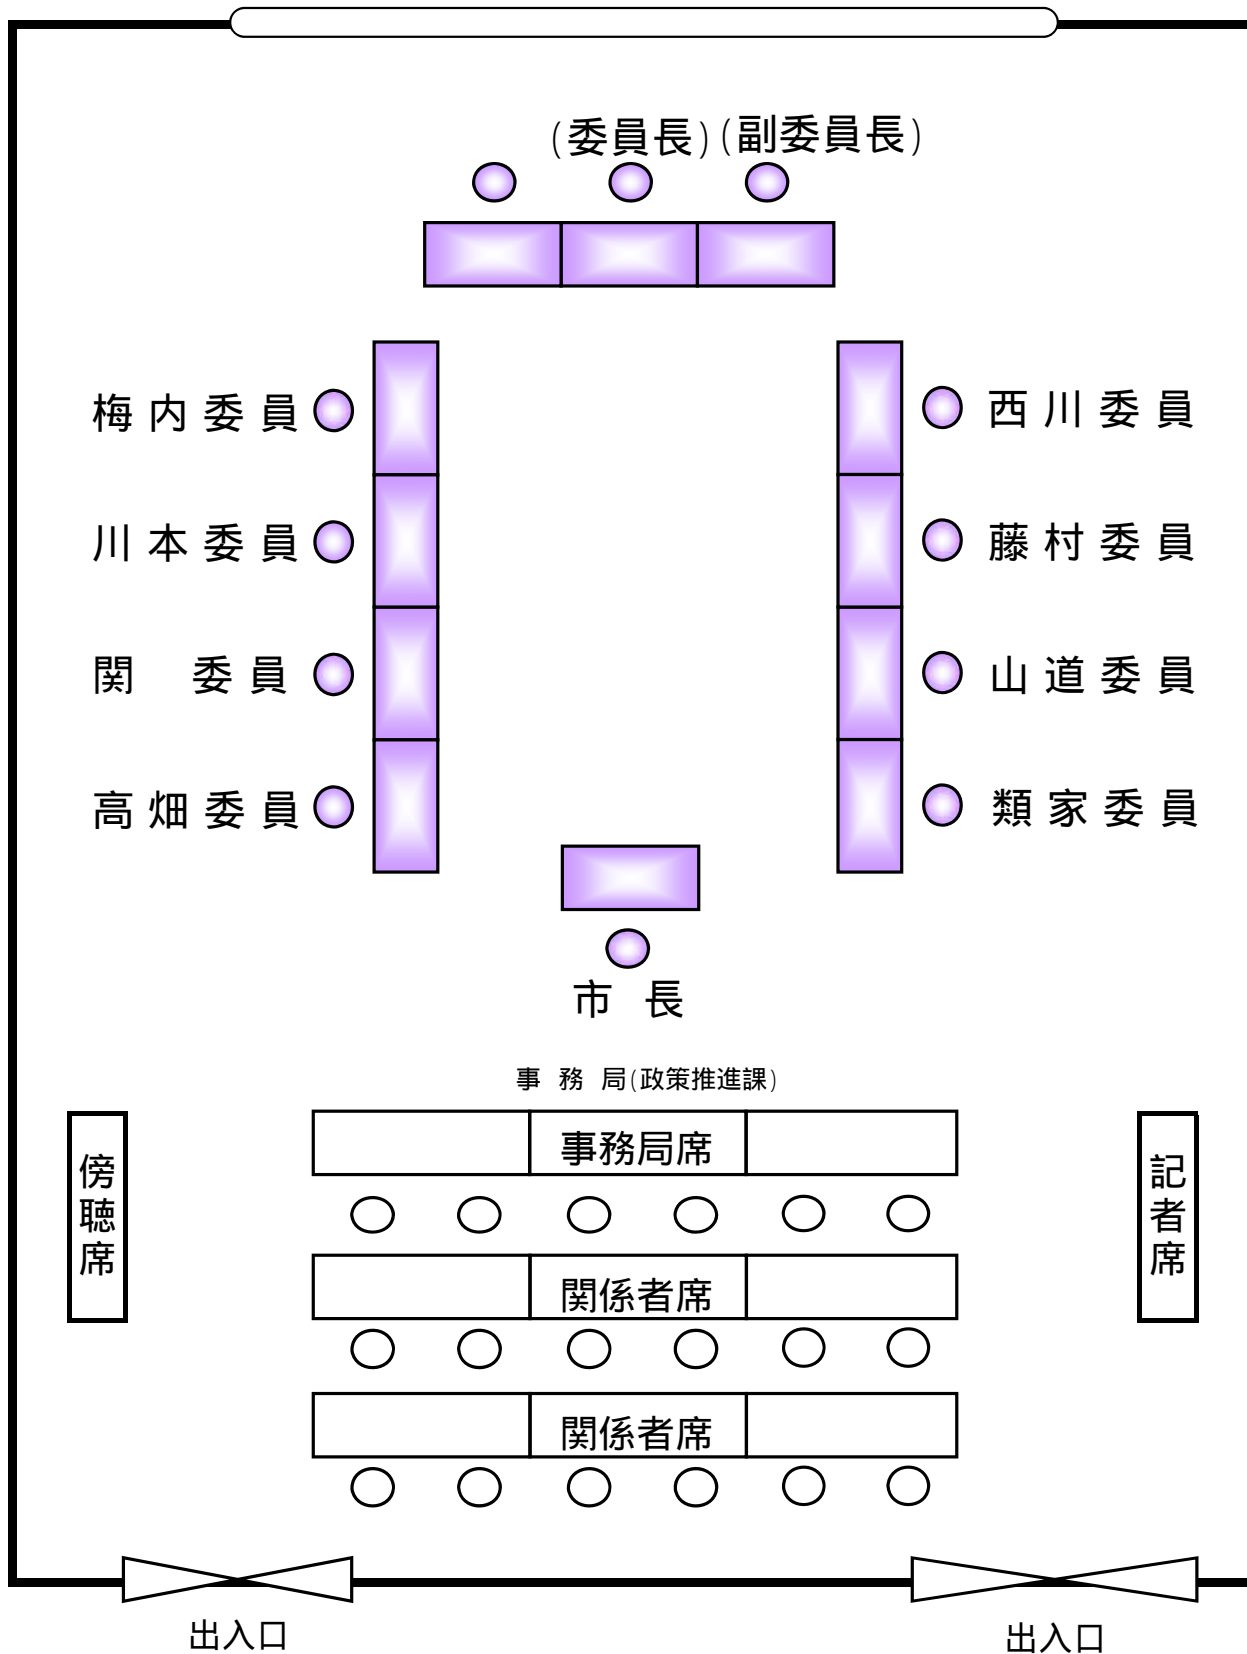 (委員長) (副委員長)
梅内委員 西川委員
川本委員 藤村委員
関 委員 山道委員
高畑委員 類家委員
市 長
事 務 局(政策推進課)
事務局席
傍聴席
記者席
関係者席
関係者席
出入口 出入口